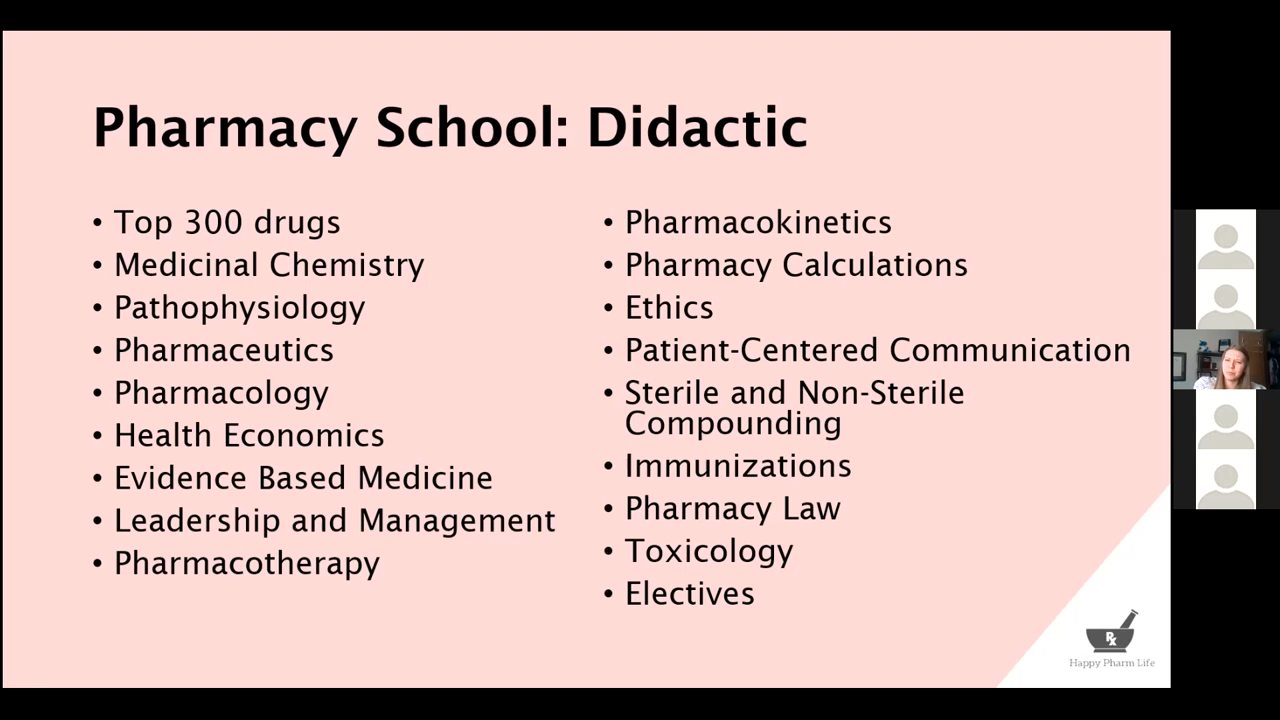 Pharmacy School: Didactic
• Top 300 drugs
• Medicinal Chemistry
• Pathophysiology
• Pharmaceutics
• Pharmacology
• Health Economics
• Evidence Based Medicine
• Leadership and Management
• Pharmacotherapy
• Pharmacokinetics
• Pharmacy Calculations
• Ethics
• Patient-Centered Communication
• Sterile and Non-Sterile
Compounding
• Immunizations
• Pharmacy Law
• Toxicology
• Electives
Rx
Happy Pharm Life